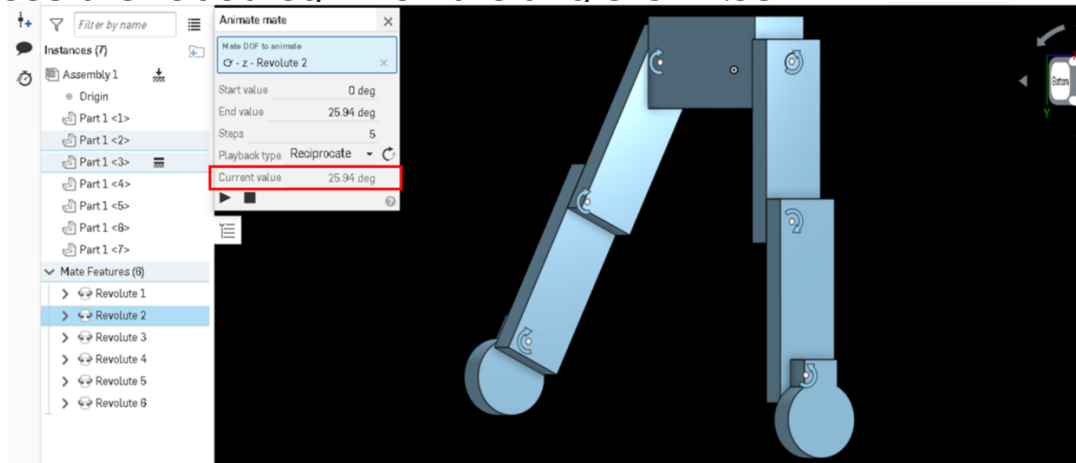 Filter by name
Instances (7)
Assembly 1
Origin
Part 1 <1>
Part 1 <2>
Part 1 <3>
Part 1 <4>
Part 1 <5>
Part 1 <6>
Part 1 <7>
Mate Features (6)
Revolute 1
Revolute 2
Revolute 3
Revolute 4
Revolute 5
Revolute 6
Animate mate
Mate DOF to animate
- z - Revolute 2
Start value 0 deg
End value 25.94 deg
Steps 5
Playback type Reciprocate
Current value 25.94 deg
Bottom
Y